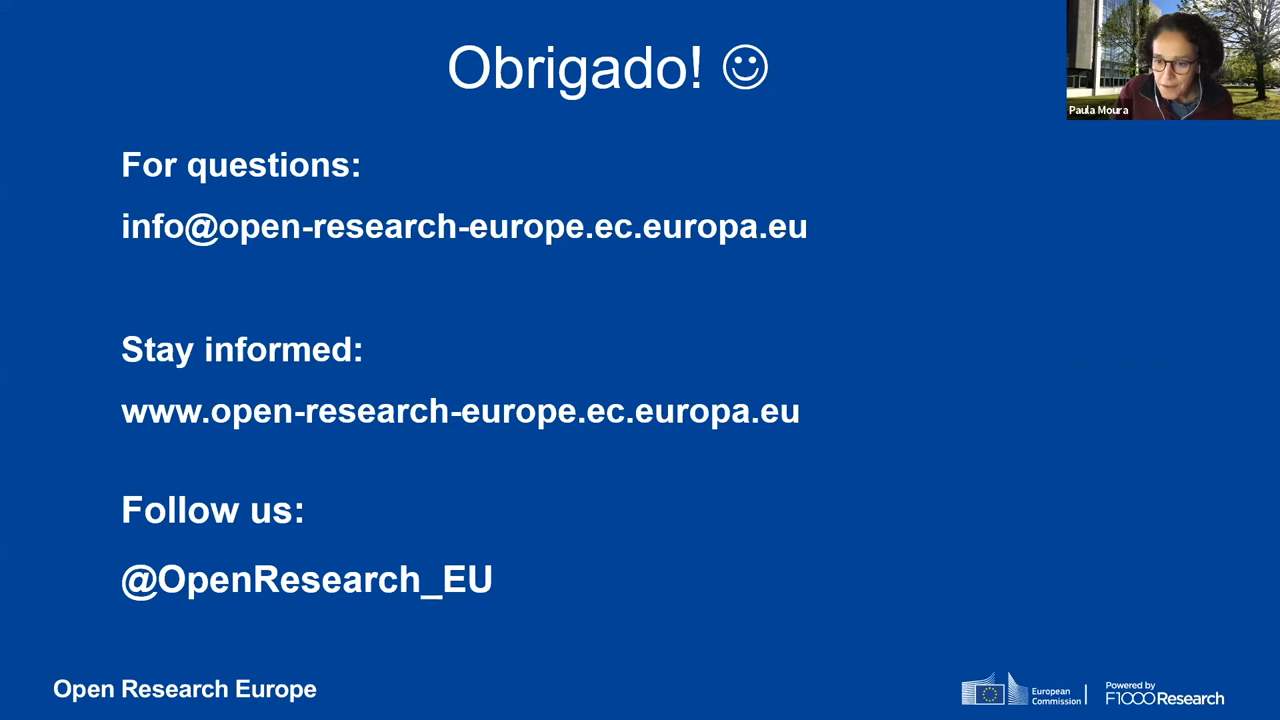 Obrigado! ☺
Paula Moura
For questions:
info@open-research-europe.ec.europa.eu
Stay informed:
www.open-research-europe.ec.europa.eu
Follow us:
@OpenResearch_EU
Open Research Europe
European
Commission
Powered by
F1000Research